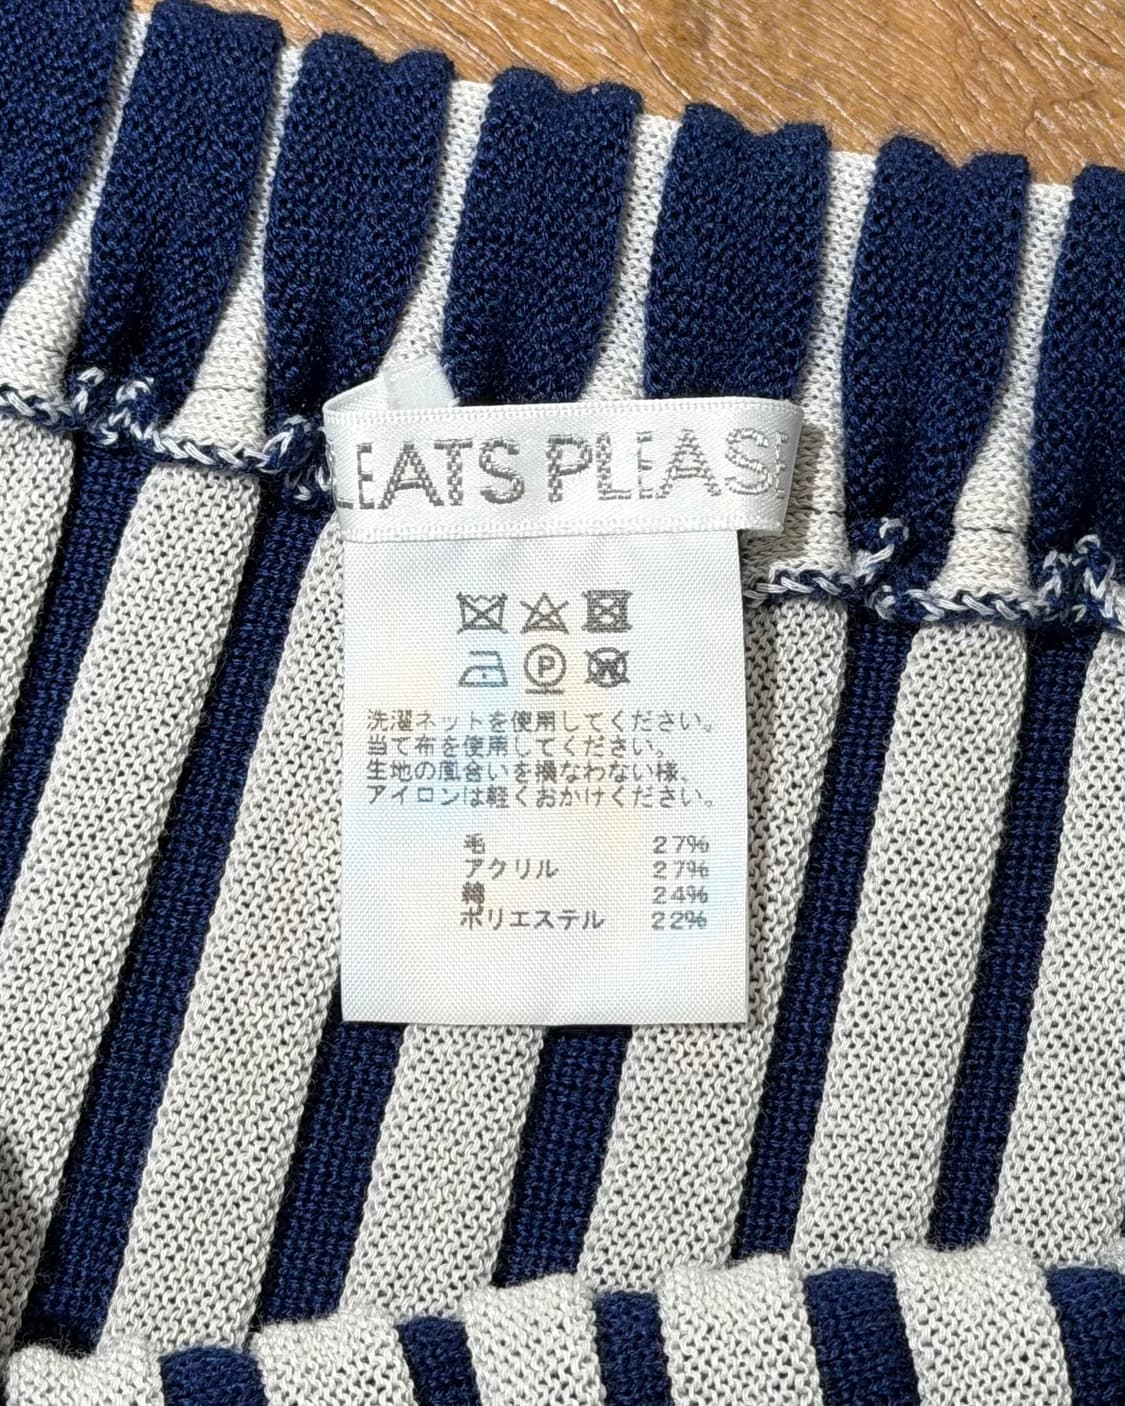 LEATS PLEASE
P
W
洗濯ネットを使用してください。
当て布を使用してください。
生地の風合いを損なわない様、
アイロンは軽くおかけください。
毛 27%
アクリル 27%
綿 24%
ポリエステル 22%